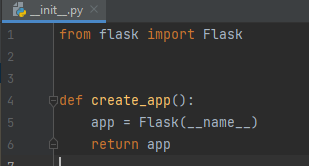 __init__.py
1 from flask import Flask
2
3
4 def create_app():
5     app = Flask(__name__)
6     return app
7